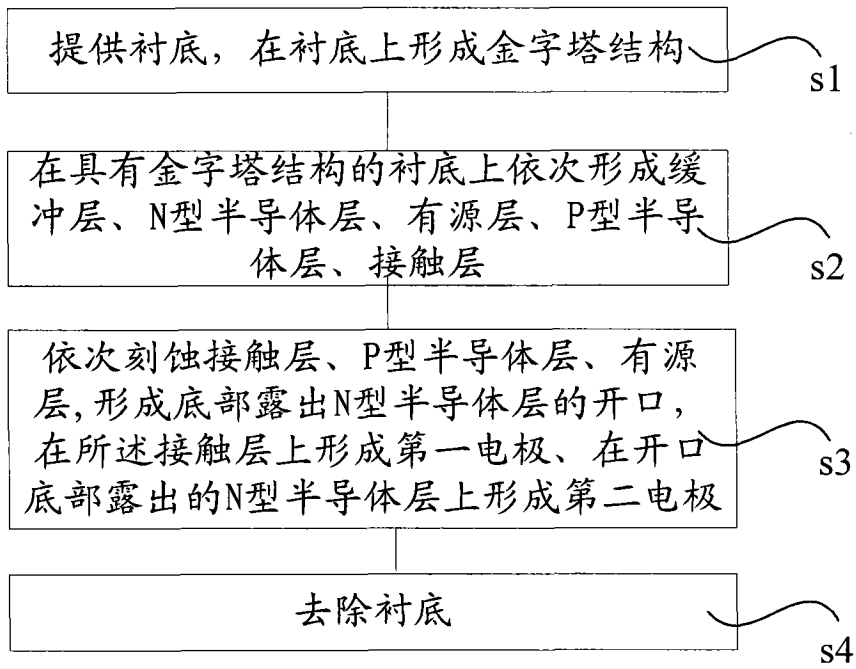 提供衬底，在衬底上形成金字塔结构
s1
在具有金字塔结构的衬底上依次形成缓
冲层、N型半导体层、有源层、P型半导
体层、接触层
s2
依次刻蚀接触层、P型半导体层、有源
层,形成底部露出N型半导体层的开口，
在所述接触层上形成第一电极、在开口
底部露出的N型半导体层上形成第二电极
s3
去除衬底
s4